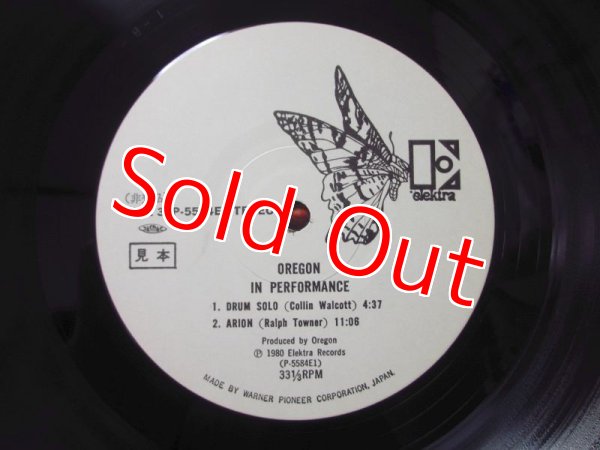 elektra
Sold Out
見本
OREGON
IN PERFORMANCE
1. DRUM SOLO (Collin Walcott) 4:37
2. ARION (Ralph Towner) 11:06
Produced by Oregon
Ⓟ 1980 Elektra Records
(P-5584E1)
33⅓RPM
MADE BY WARNER PIONEER CORPORATION, JAPAN.